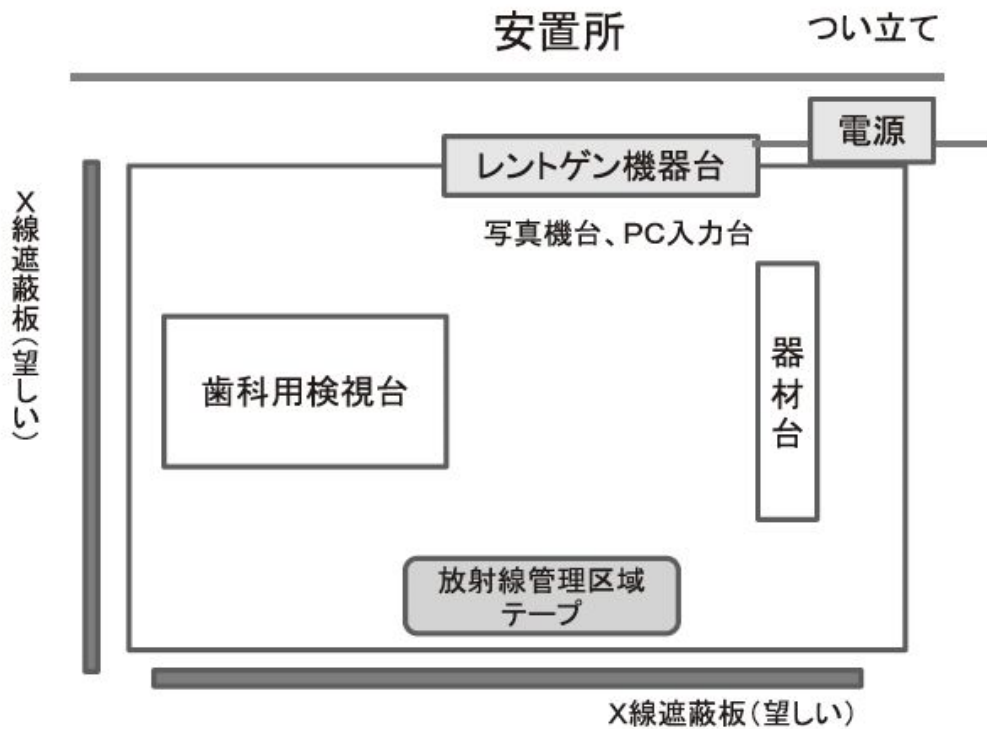 安置所
つい立て
電源
レントゲン機器台
写真機台、PC入力台
X線遮蔽板(望しい)
歯科用検視台
器材台
放射線管理区域
テープ
X線遮蔽板(望しい)